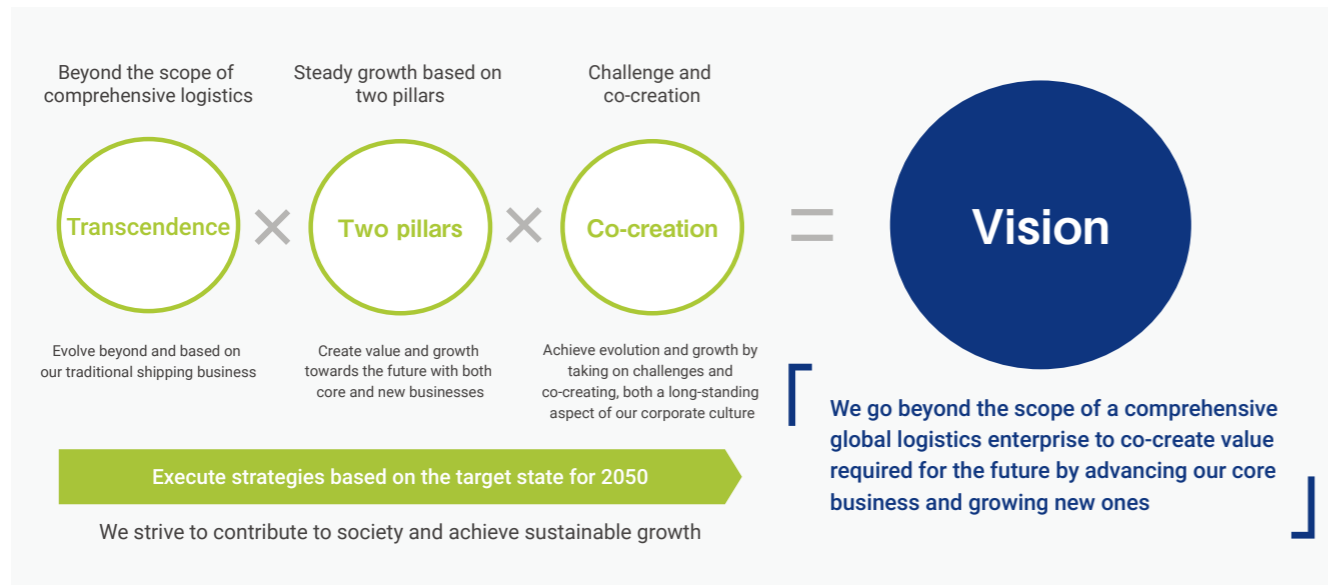 Beyond the scope of
comprehensive logistics
Steady growth based on
two pillars
Challenge and
co-creation
Transcendence
×
Two pillars
×
Co-creation
=
Vision
Evolve beyond and based on
our traditional shipping business
Create value and growth
towards the future with both
core and new businesses
Achieve evolution and growth by
taking on challenges and
co-creating, both a long-standing
aspect of our corporate culture
Execute strategies based on the target state for 2050
We strive to contribute to society and achieve sustainable growth
「We go beyond the scope of a comprehensive
global logistics enterprise to co-create value
required for the future by advancing our core
business and growing new ones」